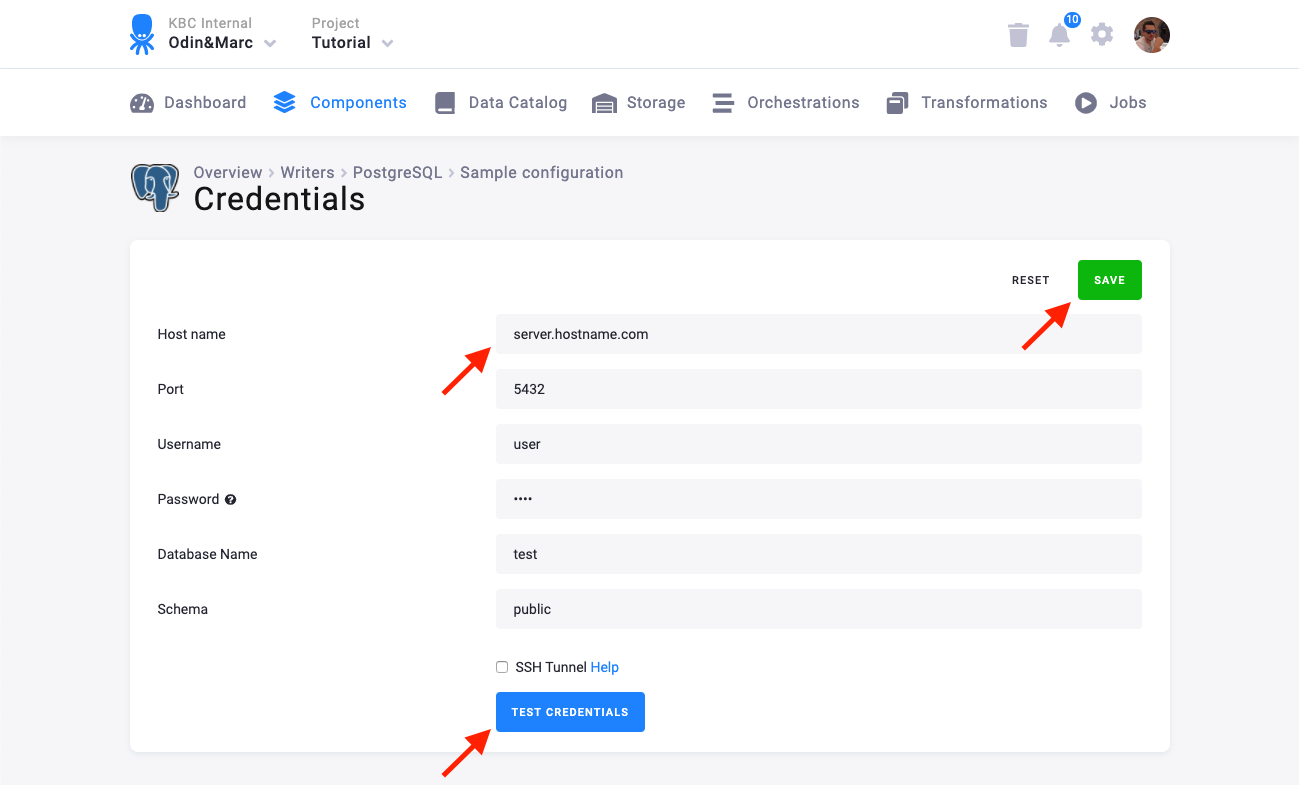 KBC Internal
Odin&Marc
Project
Tutorial
10
Dashboard Components Data Catalog Storage Orchestrations Transformations Jobs
Overview > Writers > PostgreSQL > Sample configuration
Credentials
RESET SAVE
Host name server.hostname.com
Port 5432
Username user
Password ? ••••
Database Name test
Schema public
SSH Tunnel Help
TEST CREDENTIALS